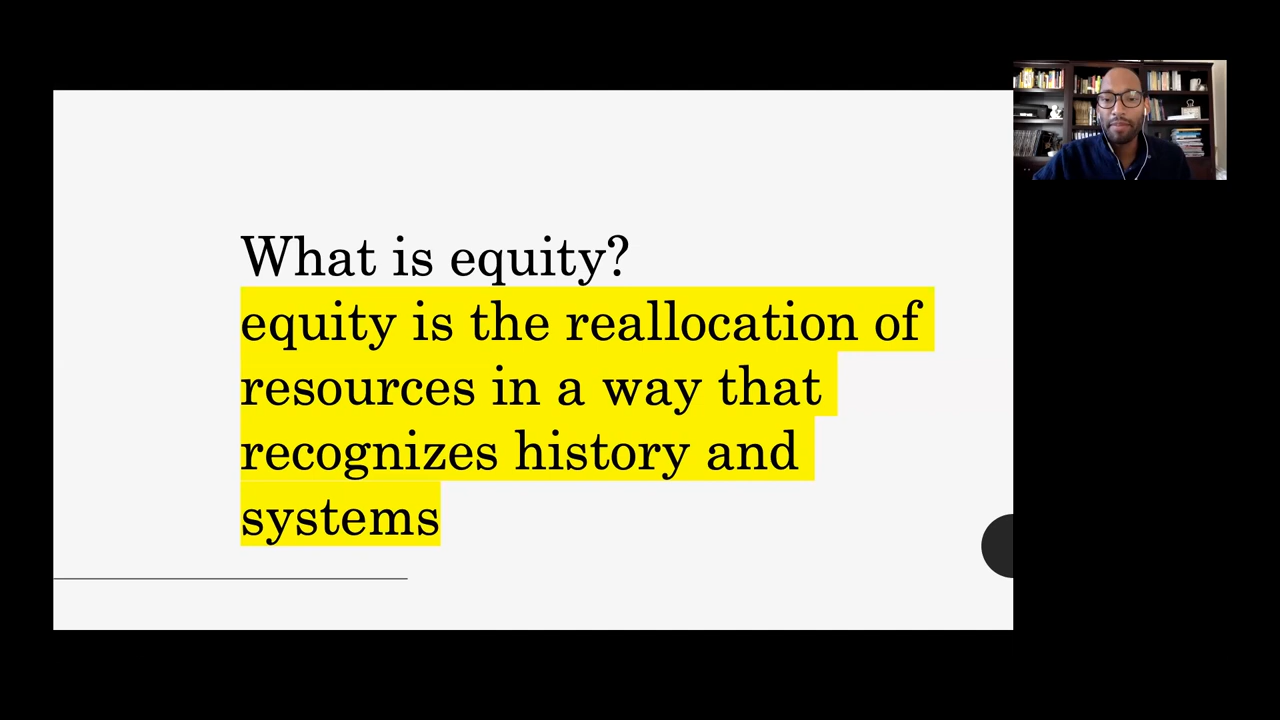 What is equity?
equity is the reallocation of
resources in a way that
recognizes history and
systems